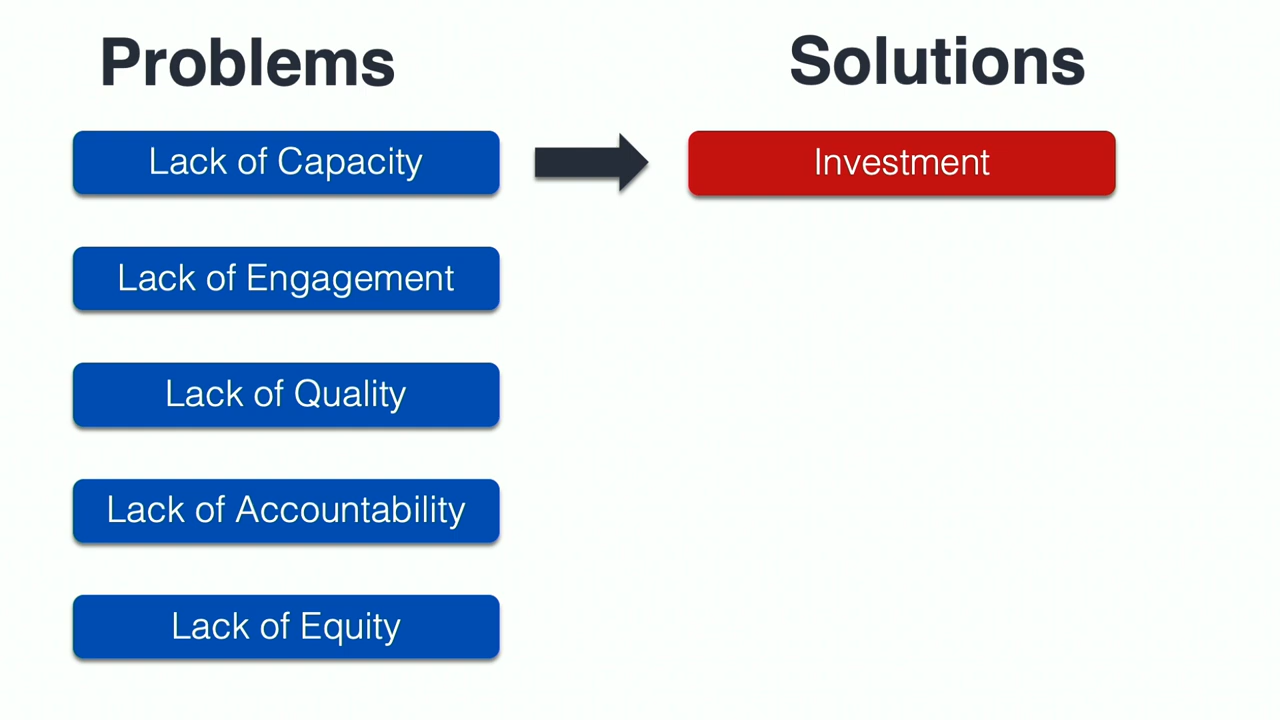 Problems
Solutions
Lack of Capacity
Investment
Lack of Engagement
Lack of Quality
Lack of Accountability
Lack of Equity